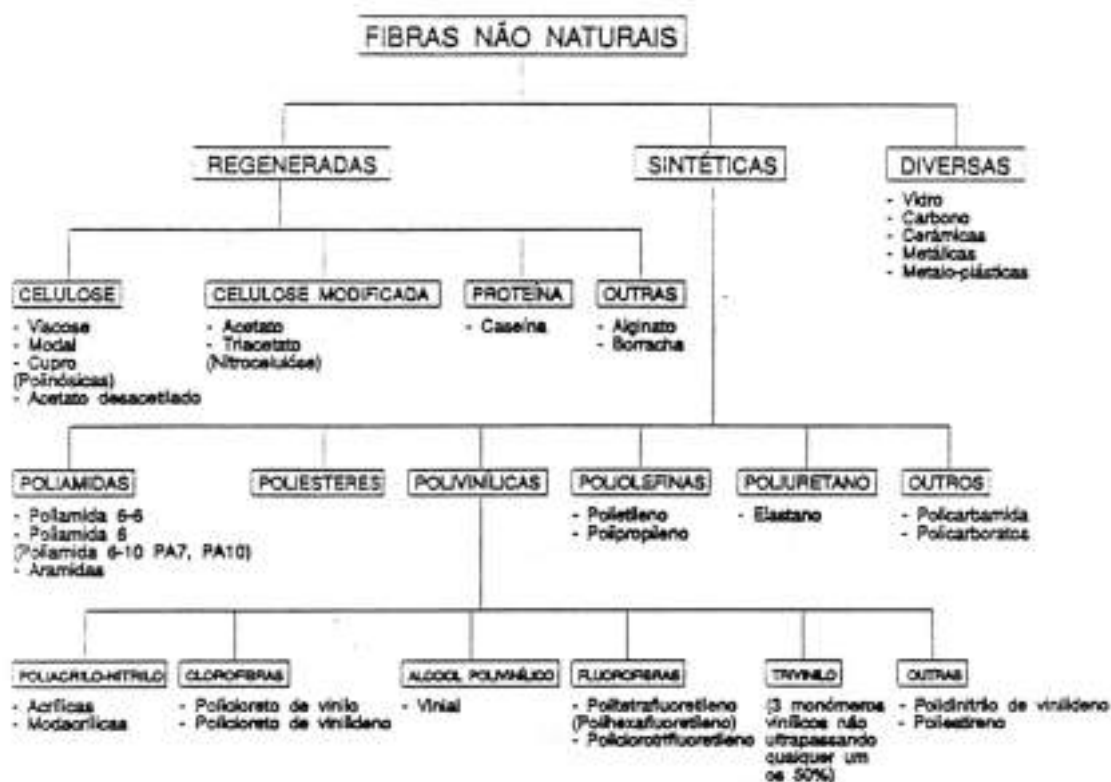 FIBRAS NÃO NATURAIS
REGENERADAS
SINTÉTICAS
DIVERSAS
- Vidro
- Carbono
- Cerâmicas
- Metálicas
- Metalo-plásticas
CELULOSE
- Viscose
- Modal
- Cupro
(Polinósicas)
- Acetato desacetilado
CELULOSE MODIFICADA
- Acetato
- Triacetato
(Nitrocelulóse)
PROTEÍNA
- Caseína
OUTRAS
- Alginato
- Borracha
POLIAMIDAS
- Poliamida 6-6
- Poliamida 6
(Poliamida 6-10 PA7, PA10)
- Aramidas
POLIESTERES
POLIVINÍLICAS
POLIOLEFINAS
- Polietileno
- Polipropileno
POLIURETANO
- Elastano
OUTROS
- Policarbamida
- Policarboratos
POLIACRILO-NITRILO
- Acrílicas
- Modacrílicas
CLOROFIBRAS
- Policloreto de vinilo
- Policloreto de vinilideno
ALCOOL POLIVINÍLICO
- Vinial
FLUOROFIBRAS
- Politetrafluoretileno
(Polihexafluoretileno)
- Policlorotrifluoretileno
TRIVINILO
(3 monómeros
vinílicos não
ultrapassando
qualquer um
os 50%)
OUTRAS
- Polidinitrilo de vinilideno
- Poliestireno